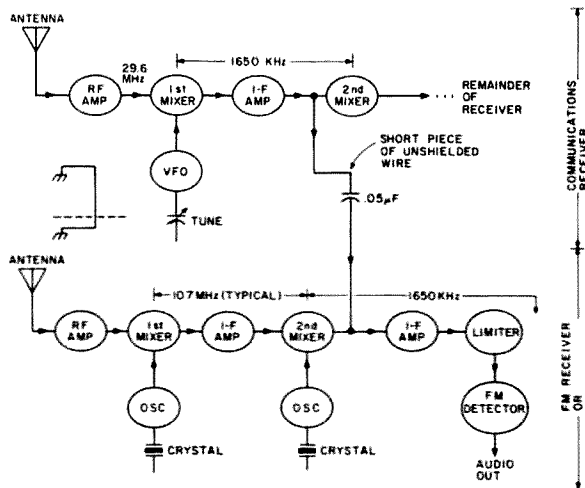 ANTENNA
29.6
MHz
1650 KHz
RF
AMP
1st
MIXER
I-F
AMP
2nd
MIXER
REMAINDER
OF
RECEIVER
COMMUNICATIONS
RECEIVER
SHORT PIECE
OF UNSHIELDED
WIRE
VFO
.05µF
TUNE
ANTENNA
10.7 MHz (TYPICAL)
1650 KHz
RF
AMP
1st
MIXER
I-F
AMP
2nd
MIXER
I-F
AMP
LIMITER
FM RECEIVER
OR
OSC
OSC
FM
DETECTOR
CRYSTAL
CRYSTAL
AUDIO
OUT